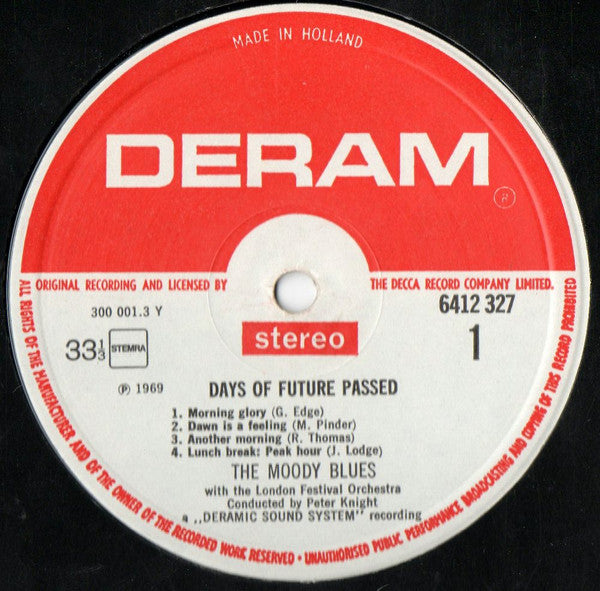 MADE IN HOLLAND
DERAM
R
ORIGINAL RECORDING AND LICENSED BY THE DECCA RECORD COMPANY LIMITED.
300 001.3 Y
6412 327
33⅓
STEMRA
stereo
1
℗ 1969
DAYS OF FUTURE PASSED
1. Morning glory (G. Edge)
2. Dawn is a feeling (M. Pinder)
3. Another morning (R. Thomas)
4. Lunch break: Peak hour (J. Lodge)
THE MOODY BLUES
with the London Festival Orchestra
Conducted by Peter Knight
a „DERAMIC SOUND SYSTEM" recording
ALL RIGHTS OF THE MANUFACTURER AND OF THE OWNER OF THE RECORDED WORK RESERVED • UNAUTHORISED PUBLIC PERFORMANCE BROADCASTING AND COPYING OF THIS RECORD PROHIBITED